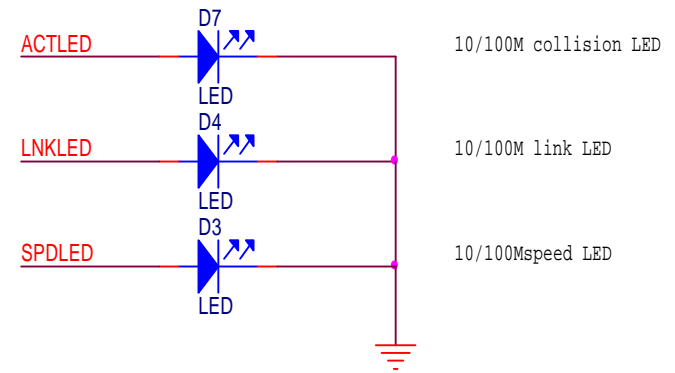 D7
ACTLED 10/100M collision LED
LED
D4
LNKLED 10/100M link LED
LED
D3
SPDLED 10/100Mspeed LED
LED